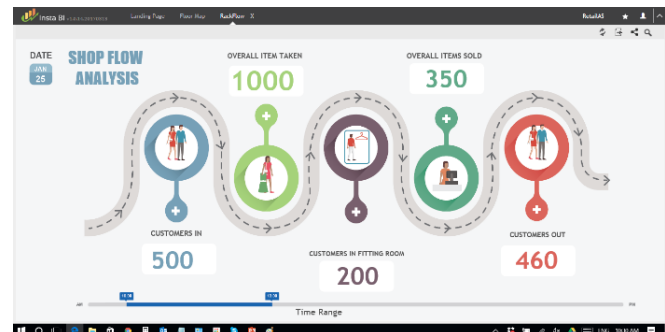 insta BI
Landing Page
Floor Map
RackFlow X
RetailAS
DATE
JAN
25
SHOP FLOW
ANALYSIS
OVERALL ITEM TAKEN
1000
OVERALL ITEMS SOLD
350
CUSTOMERS IN
500
CUSTOMERS IN FITTING ROOM
200
CUSTOMERS OUT
460
Time Range